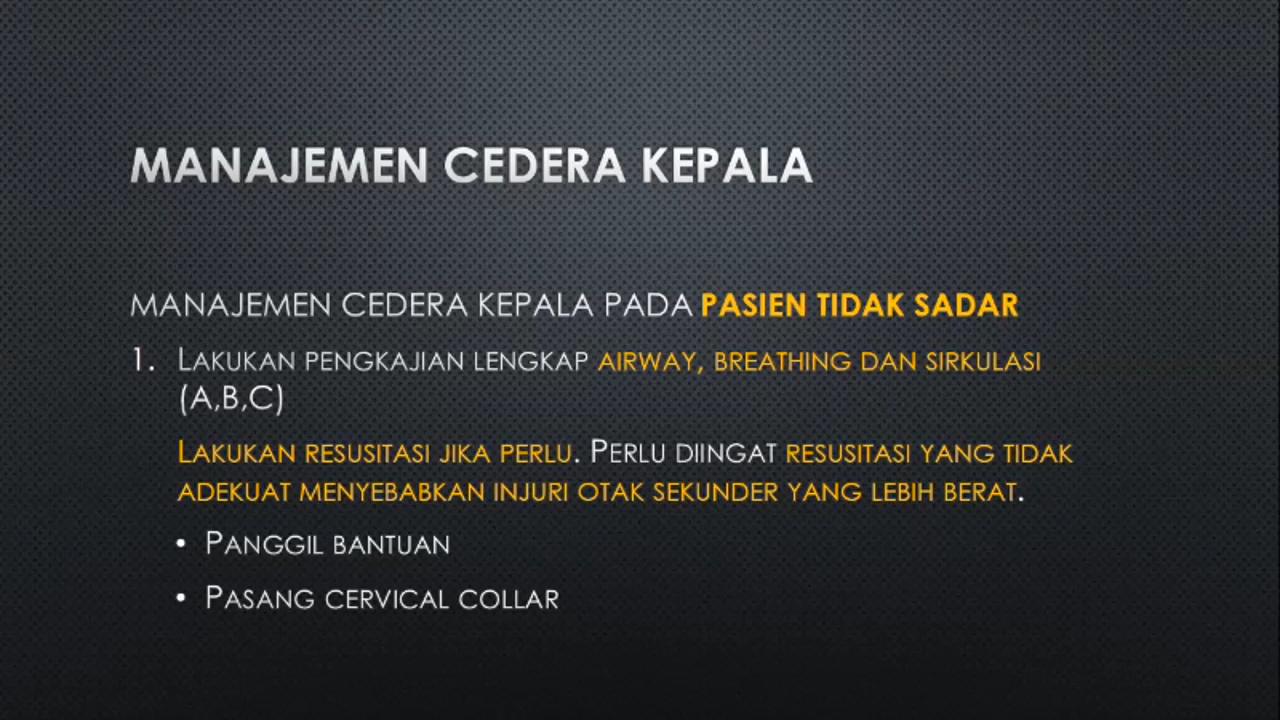 MANAJEMEN CEDERA KEPALA
MANAJEMEN CEDERA KEPALA PADA PASIEN TIDAK SADAR
1. LAKUKAN PENGKAJIAN LENGKAP AIRWAY, BREATHING DAN SIRKULASI
(A,B,C)
LAKUKAN RESUSITASI JIKA PERLU. PERLU DIINGAT RESUSITASI YANG TIDAK
ADEKUAT MENYEBABKAN INJURI OTAK SEKUNDER YANG LEBIH BERAT.
• PANGGIL BANTUAN
• PASANG CERVICAL COLLAR